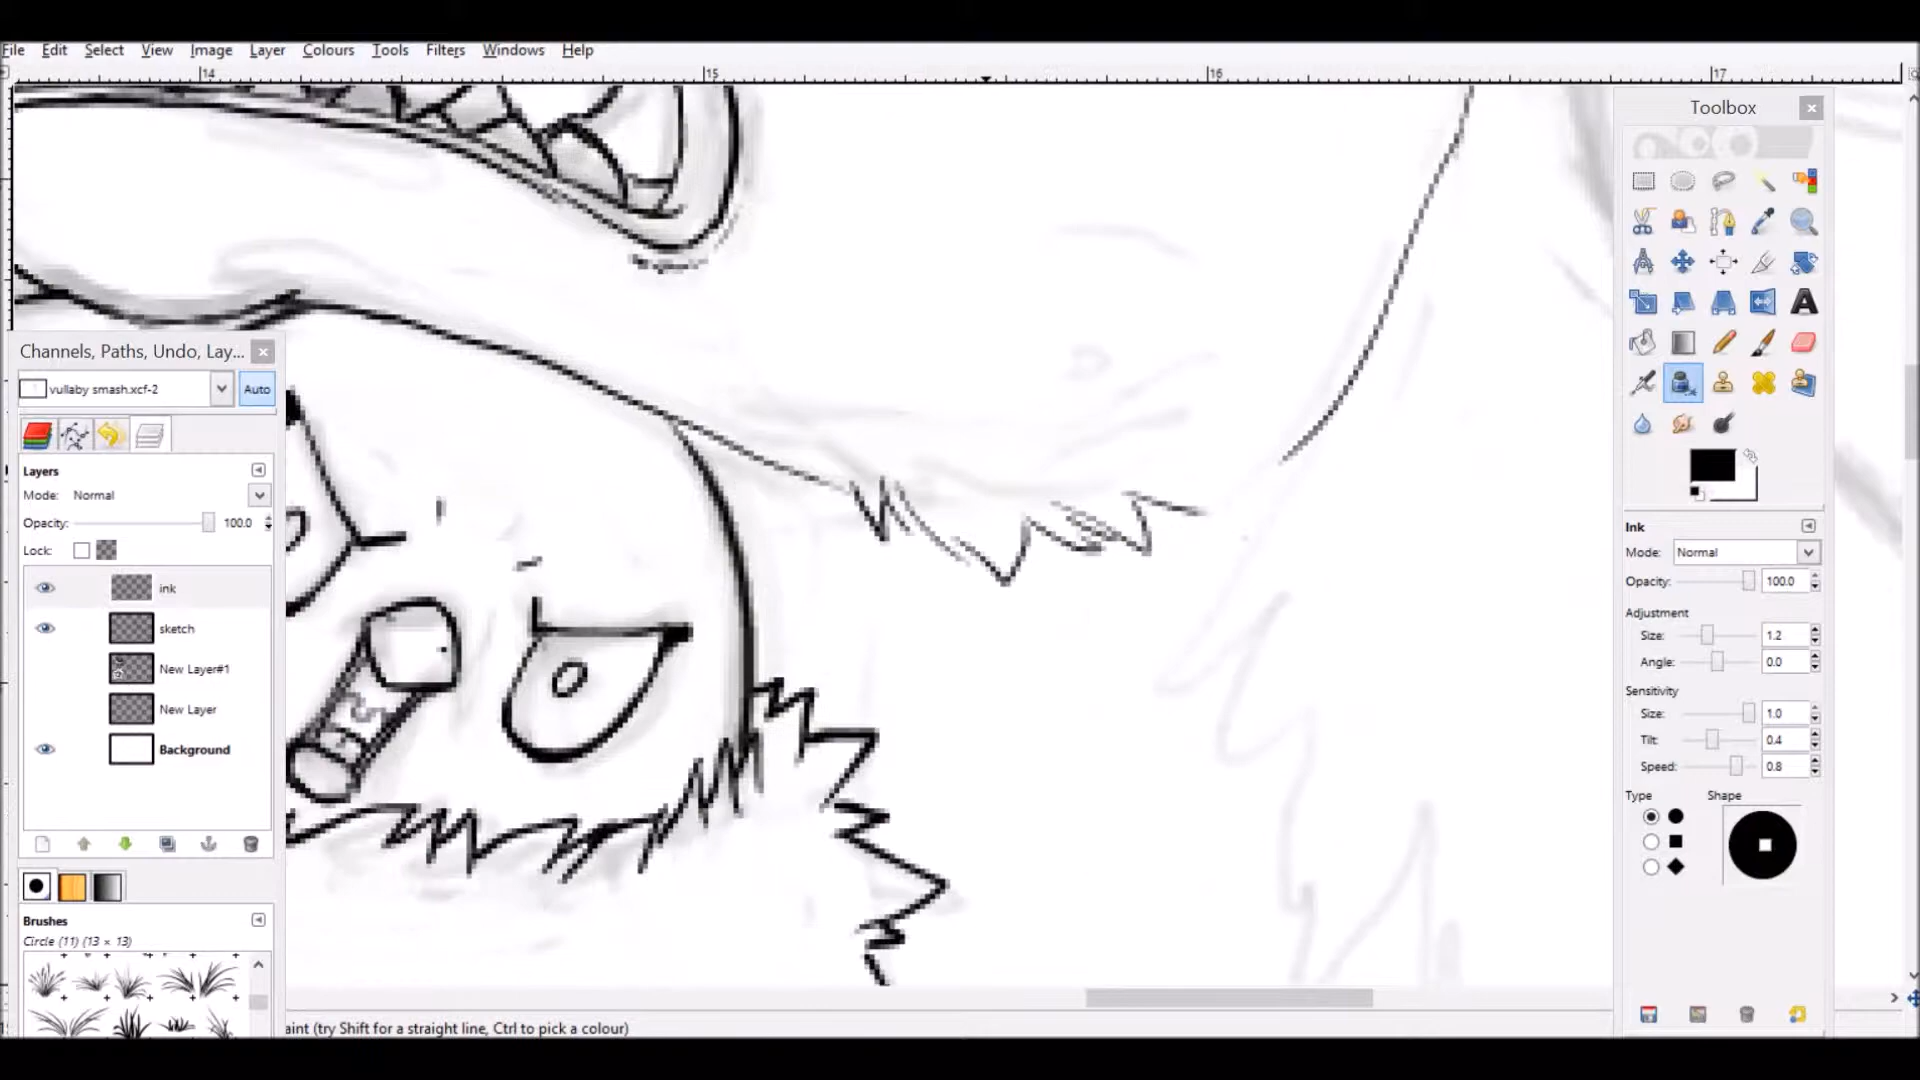 File Edit Select View Image Layer Colours Tools Filters Windows Help
14 15 16 17
Toolbox
Channels, Paths, Undo, Lay...
vullaby smash.xcf-2 Auto
Layers
Mode: Normal
Opacity: 100.0
Lock:
ink
sketch
New Layer#1
New Layer
Background
Brushes
Circle (11) (13 × 13)
Ink
Mode: Normal
Opacity: 100.0
Adjustment
Size: 1.2
Angle: 0.0
Sensitivity
Size: 1.0
Tilt: 0.4
Speed: 0.8
Type Shape
aint (try Shift for a straight line, Ctrl to pick a colour)